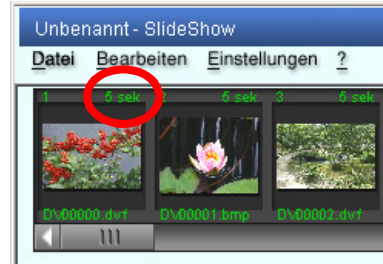 Unbenannt - SlideShow
Datei Bearbeiten Einstellungen ?
1 5 sek 2 5 sek 3 5 sek
D\/00000.dvf D\/00001.bmp D\/00002.dvf